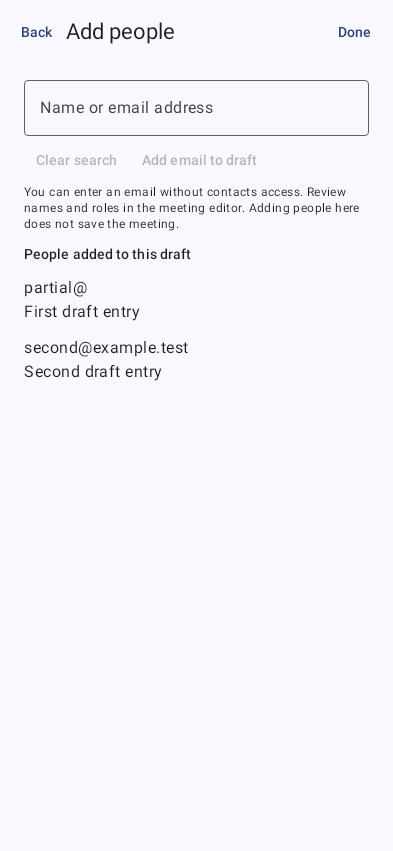 Back Add people Done
Name or email address
Clear search Add email to draft
You can enter an email without contacts access. Review
names and roles in the meeting editor. Adding people here
does not save the meeting.
People added to this draft
partial@
First draft entry
second@example.test
Second draft entry